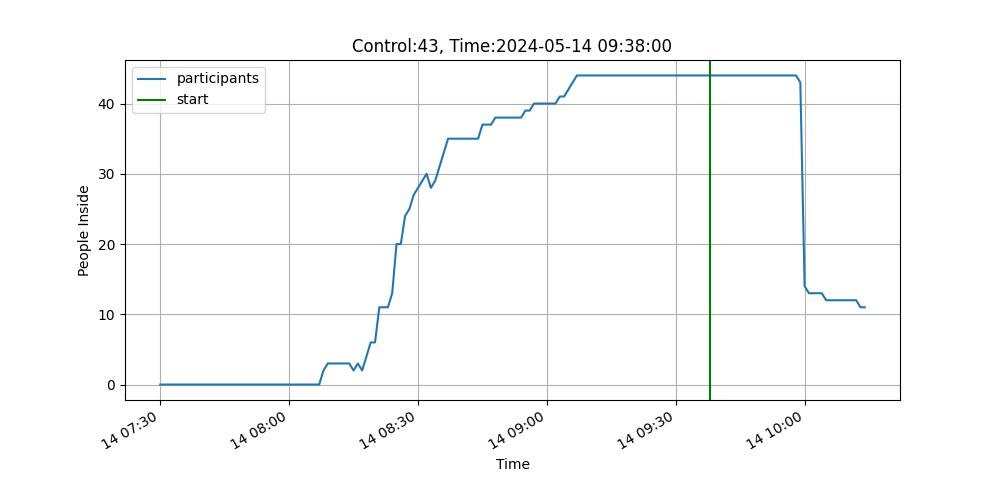 Control:43, Time:2024-05-14 09:38:00
participants
start
People Inside
40
30
20
10
0
14 07:30
14 08:00
14 08:30
14 09:00
14 09:30
14 10:00
Time